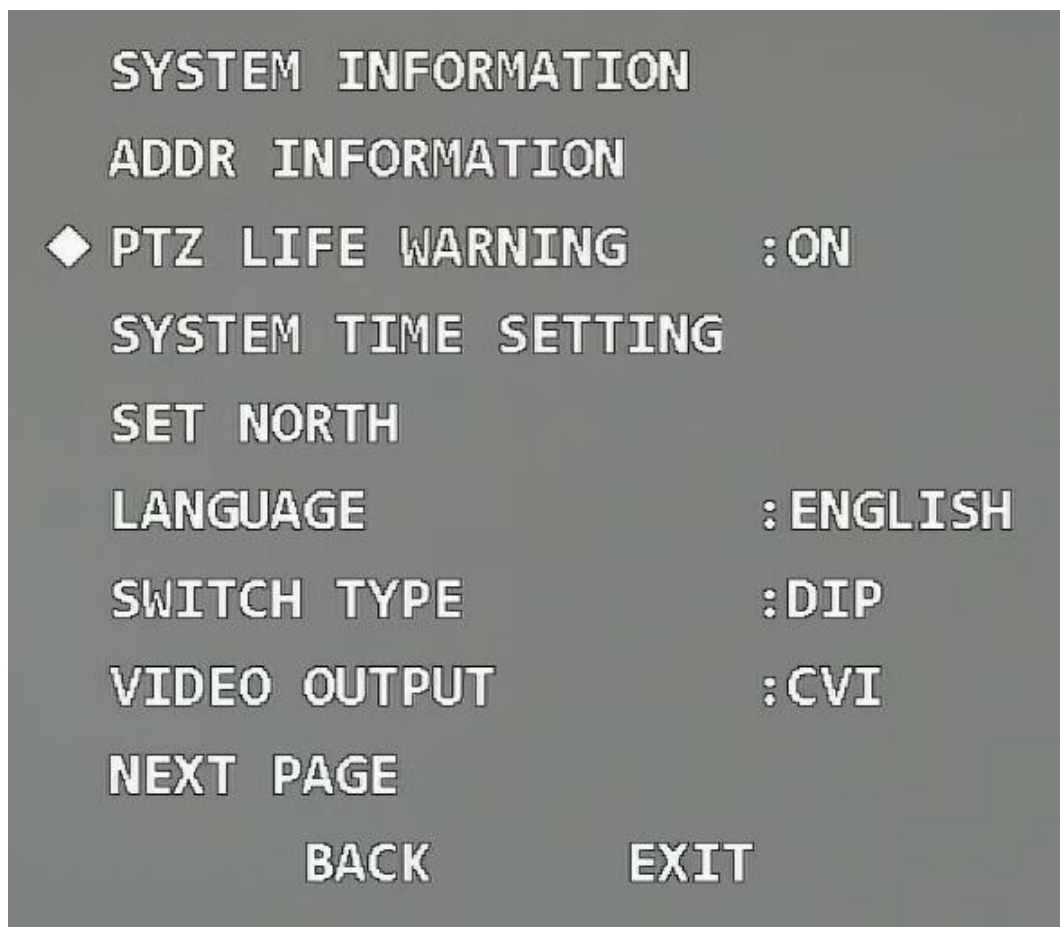 SYSTEM INFORMATION
ADDR INFORMATION
PTZ LIFE WARNING :ON
SYSTEM TIME SETTING
SET NORTH
LANGUAGE :ENGLISH
SWITCH TYPE :DIP
VIDEO OUTPUT :CVI
NEXT PAGE
BACK EXIT